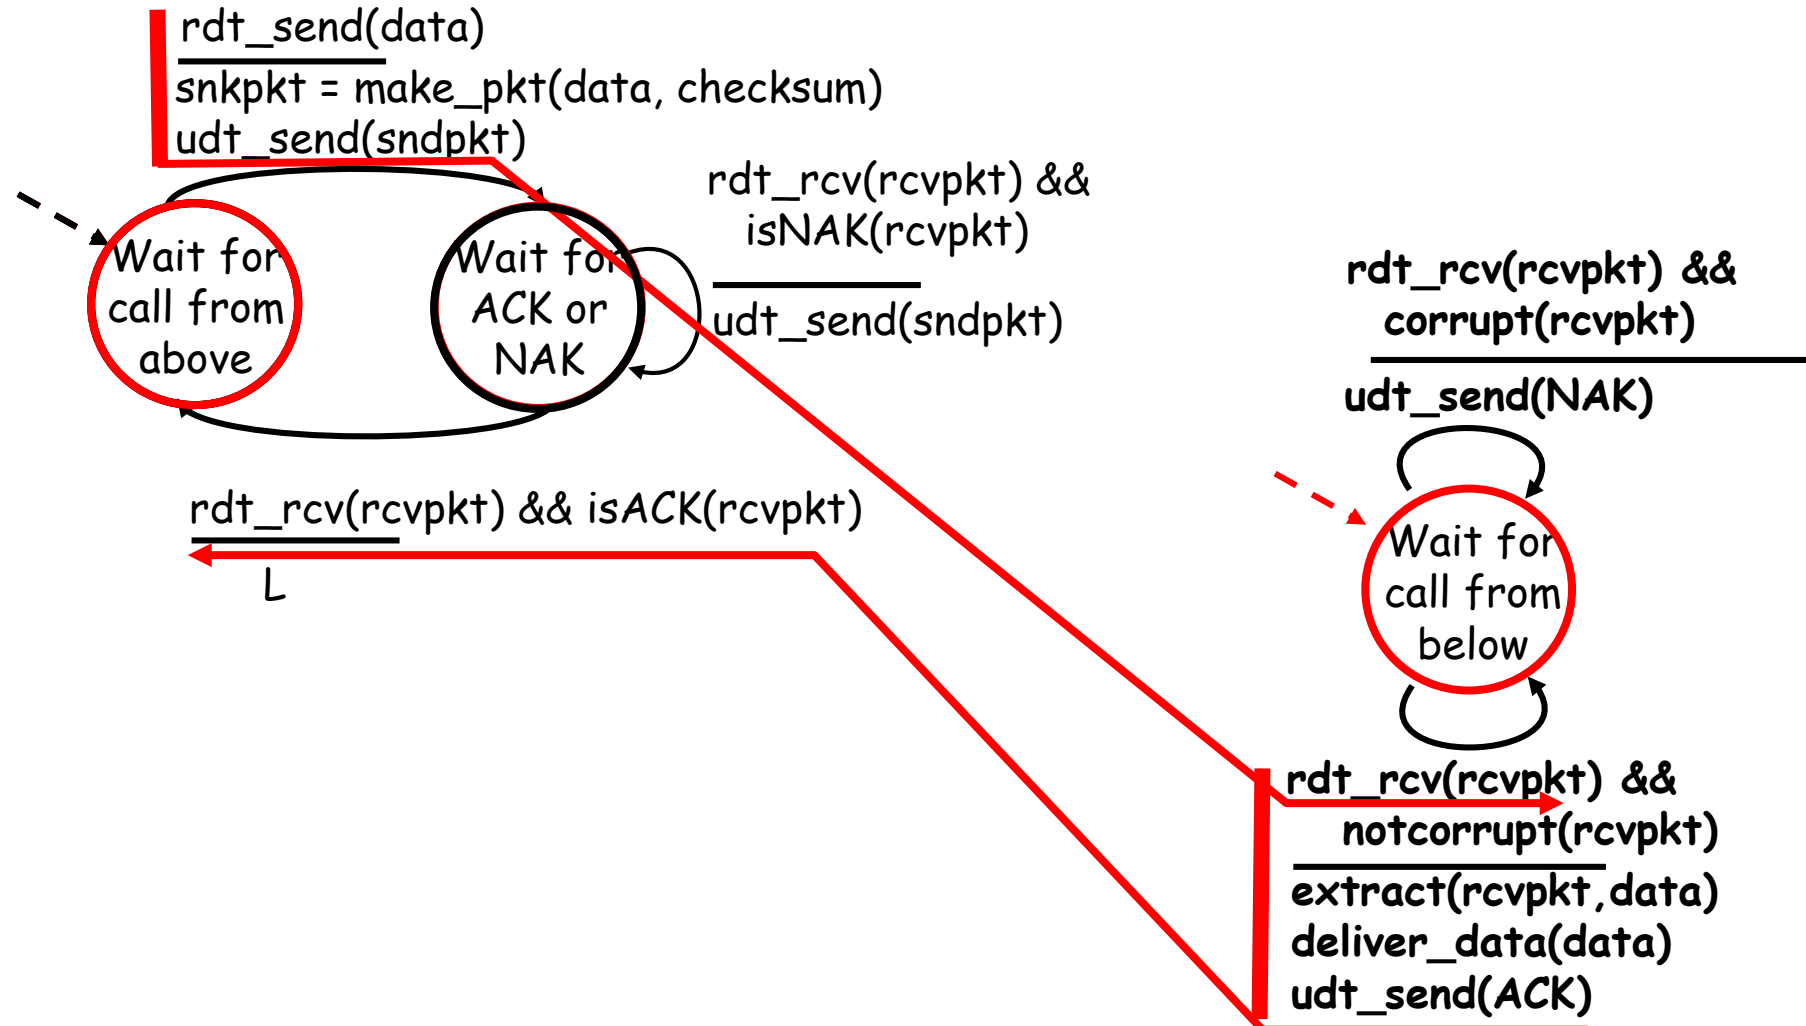 rdt_send(data)
snkpkt = make_pkt(data, checksum)
udt_send(sndpkt)
Wait for
call from
above
Wait for
ACK or
NAK
rdt_rcv(rcvpkt) &&
isNAK(rcvpkt)
udt_send(sndpkt)
rdt_rcv(rcvpkt) && isACK(rcvpkt)
L
rdt_rcv(rcvpkt) &&
corrupt(rcvpkt)
udt_send(NAK)
Wait for
call from
below
rdt_rcv(rcvpkt) &&
notcorrupt(rcvpkt)
extract(rcvpkt,data)
deliver_data(data)
udt_send(ACK)